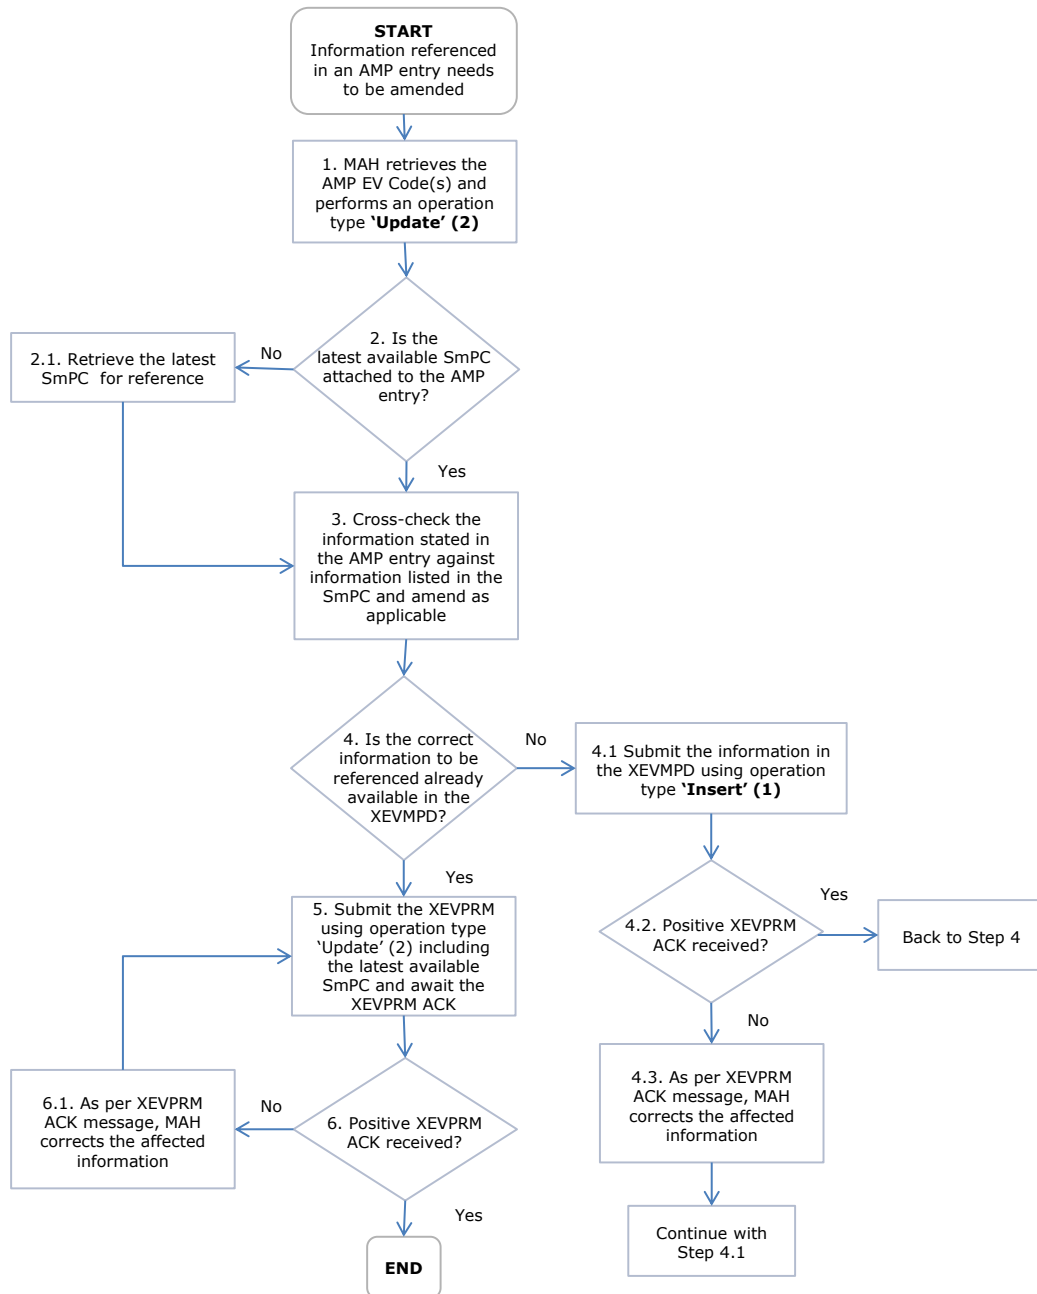 START
Information referenced
in an AMP entry needs
to be amended
1. MAH retrieves the
AMP EV Code(s) and
performs an operation
type ‘Update’ (2)
2. Is the
latest available SmPC
attached to the AMP
entry?
No
2.1. Retrieve the latest
SmPC for reference
Yes
3. Cross-check the
information stated in
the AMP entry against
information listed in the
SmPC and amend as
applicable
4. Is the correct
information to be
referenced already
available in the
XEVMPD?
No
4.1 Submit the information in
the XEVMPD using operation
type ‘Insert’ (1)
Yes
4.2. Positive XEVPRM
ACK received?
Yes
Back to Step 4
No
4.3. As per XEVPRM
ACK message, MAH
corrects the affected
information
Continue with
Step 4.1
5. Submit the XEVPRM
using operation type
‘Update’ (2) including
the latest available
SmPC and await the
XEVPRM ACK
6. Positive XEVPRM
ACK received?
No
6.1. As per XEVPRM
ACK message, MAH
corrects the affected
information
Yes
END